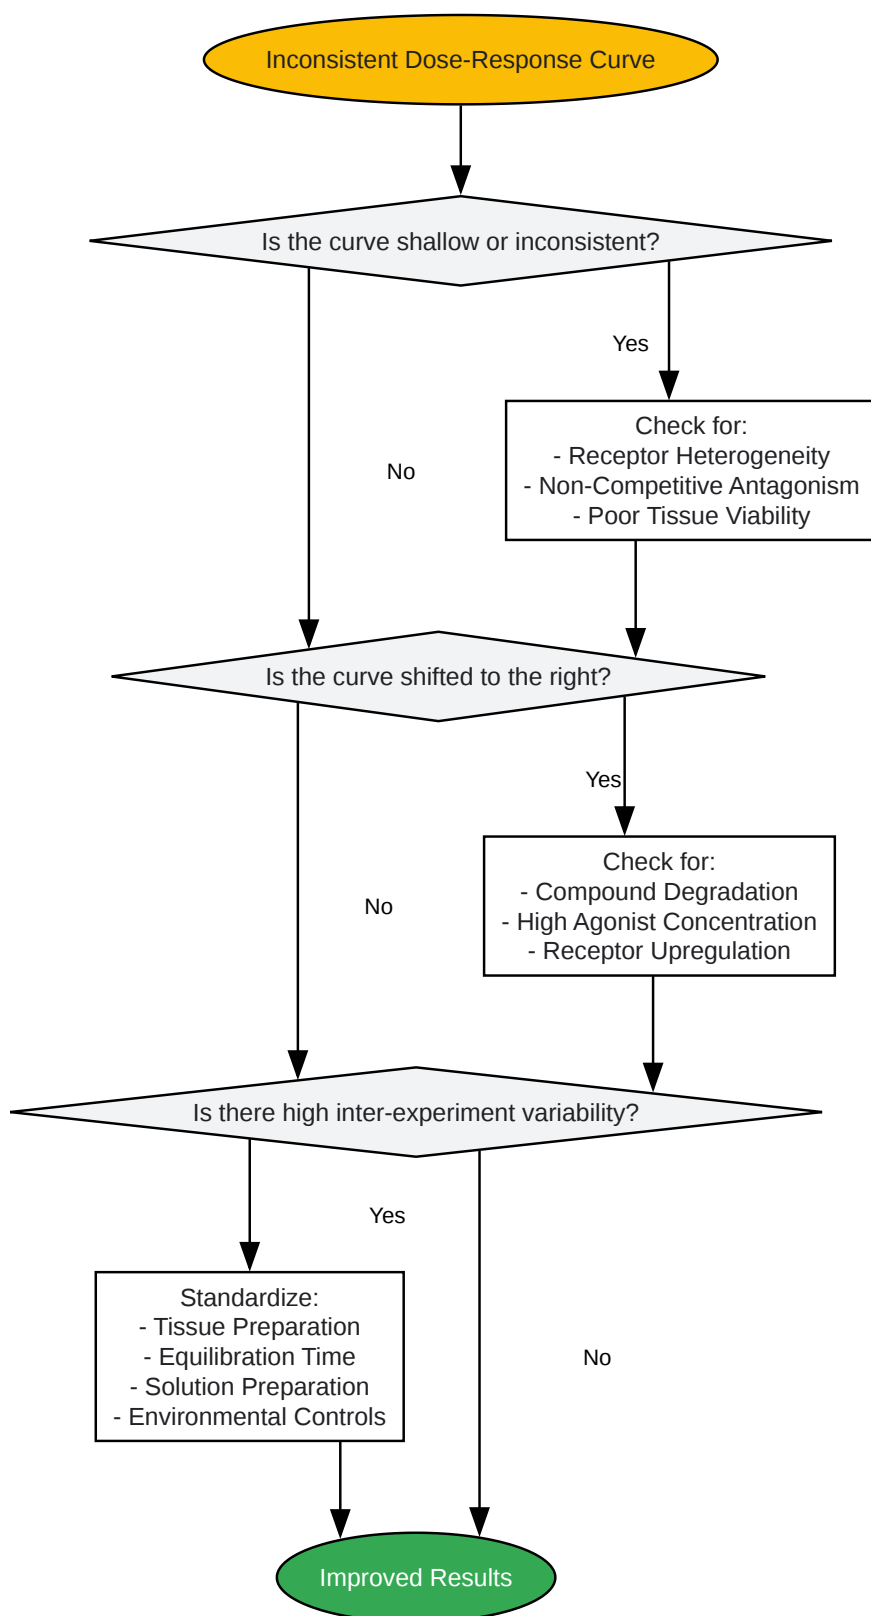 Inconsistent Dose-Response Curve
Is the curve shallow or inconsistent?
Yes
Check for:
- Receptor Heterogeneity
- Non-Competitive Antagonism
- Poor Tissue Viability
No
Is the curve shifted to the right?
Yes
Check for:
- Compound Degradation
- High Agonist Concentration
- Receptor Upregulation
No
Is there high inter-experiment variability?
Yes
Standardize:
- Tissue Preparation
- Equilibration Time
- Solution Preparation
- Environmental Controls
No
Improved Results